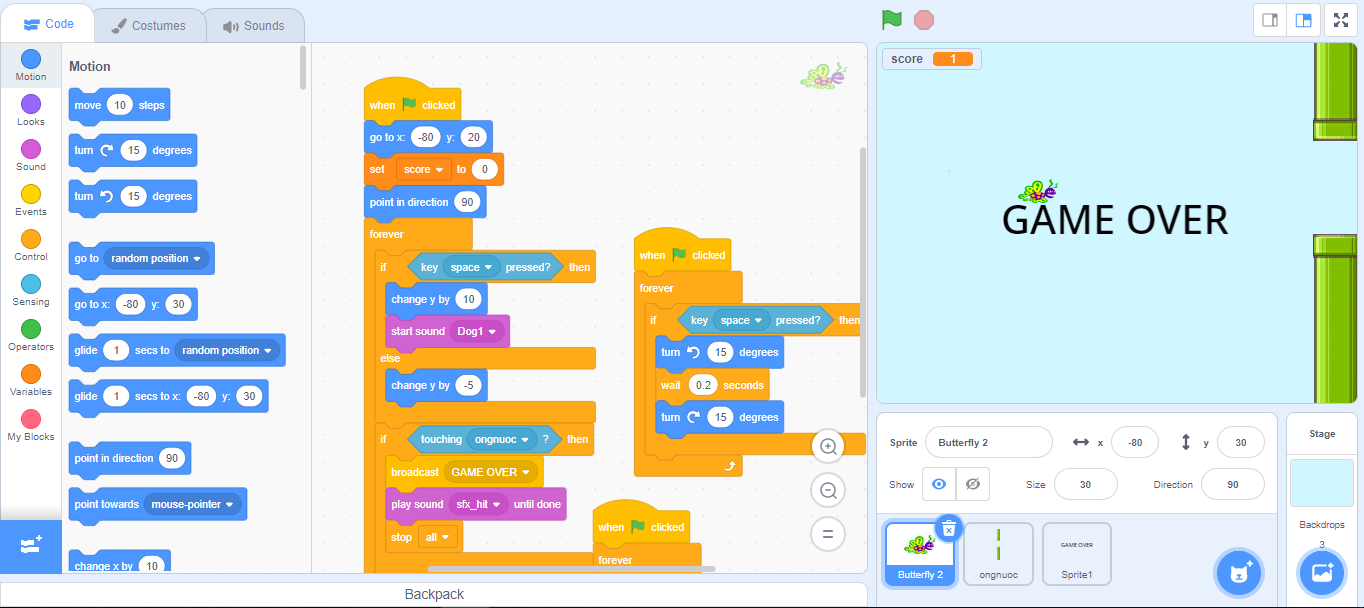 Code
Costumes
Sounds
Motion
Looks
Sound
Events
Control
Sensing
Operators
Variables
My Blocks
Motion
move 10 steps
turn 15 degrees
turn 15 degrees
go to random position
go to x: -80 y: 30
glide 1 secs to random position
glide 1 secs to x: -80 y: 30
point in direction 90
point towards mouse-pointer
change x by 10
when clicked
go to x: -80 y: 20
set score to 0
point in direction 90
forever
if key space pressed? then
change y by 10
start sound Dog1
else
change y by -5
if touching ongnuoc ? then
broadcast GAME OVER
play sound sfx_hit until done
stop all
when clicked
forever
if key space pressed? then
turn 15 degrees
wait 0.2 seconds
turn 15 degrees
when clicked
forever
Backpack
score 1
GAME OVER
Sprite Butterfly 2 x -80 y 30
Show Size 30 Direction 90
Butterfly 2
ongnuoc
GAME OVER
Sprite1
Stage
Backdrops
3